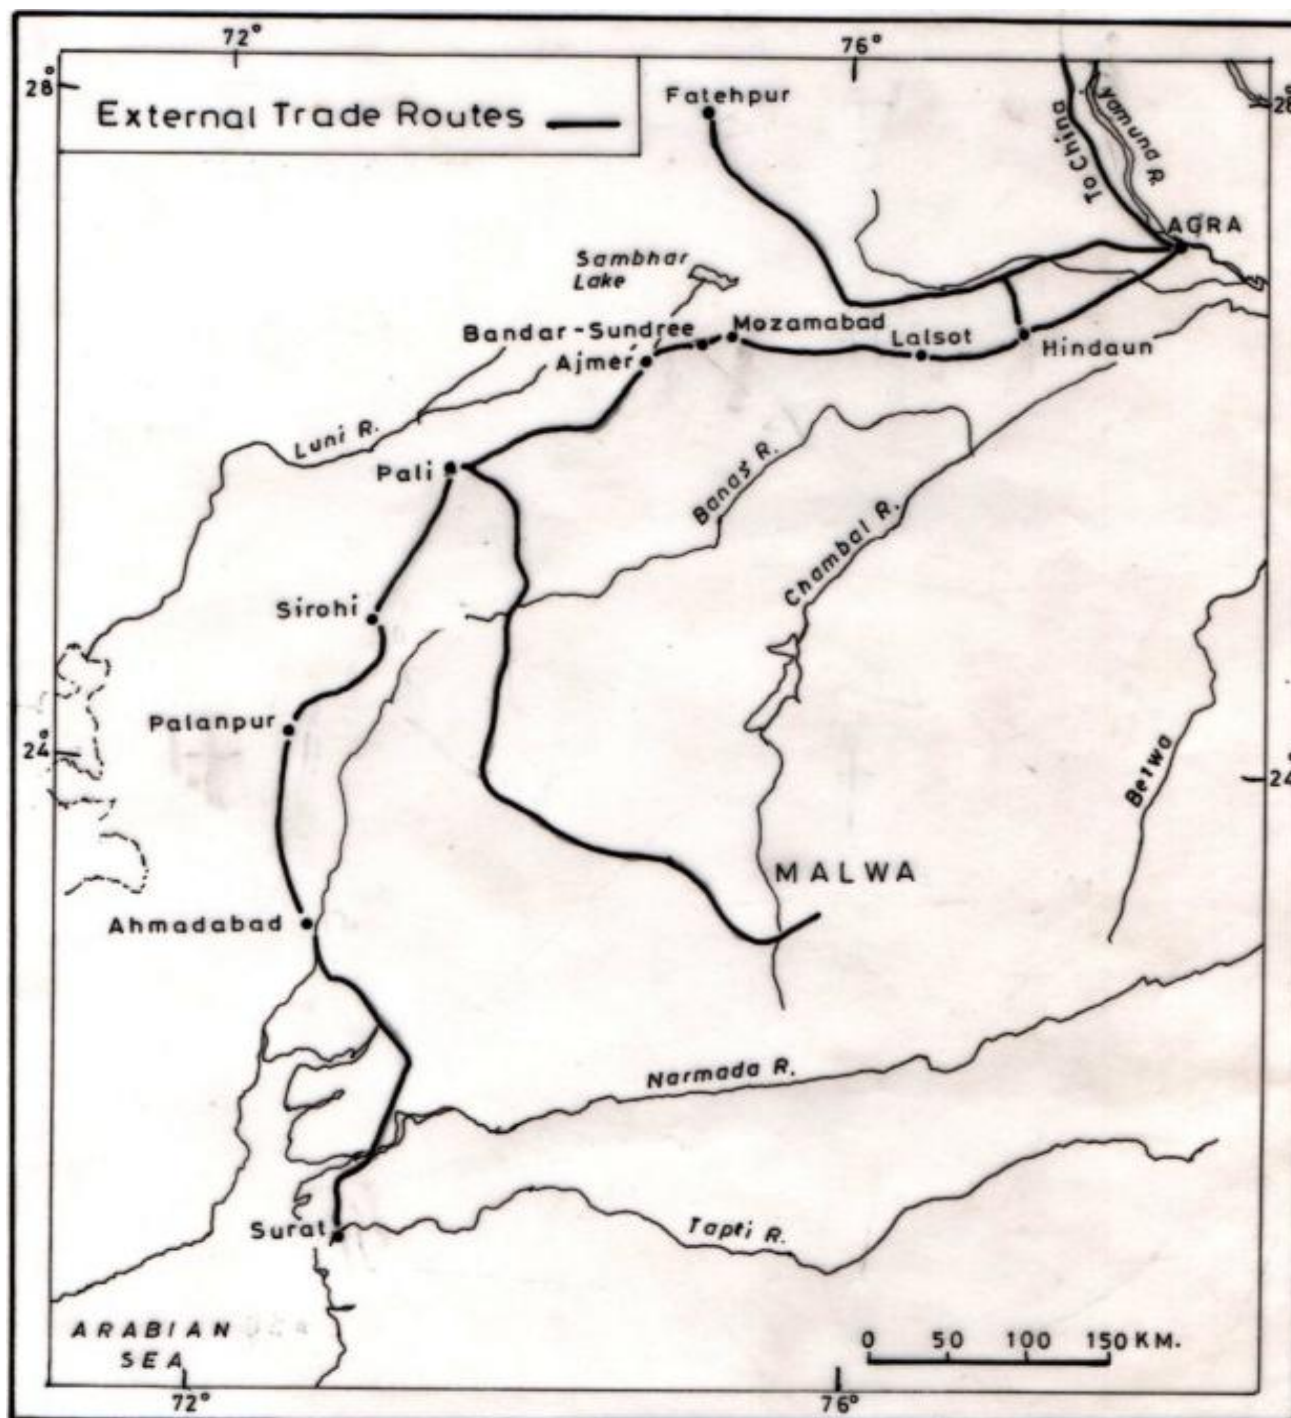 72°
76°
28°
28°
External Trade Routes
Fatehpur
To China
Yamuna R.
AGRA
Sambhar
Lake
Bandar-Sundree
Mozamabad
Lalsot
Hindaun
Ajmer
Luni R.
Pali
Banas R.
Chambal R.
Sirohi
Palanpur
24°
24°
Betwa
MALWA
Ahmadabad
Narmada R.
Surat
Tapti R.
ARABIAN
SEA
0 50 100 150 KM.
72°
76°